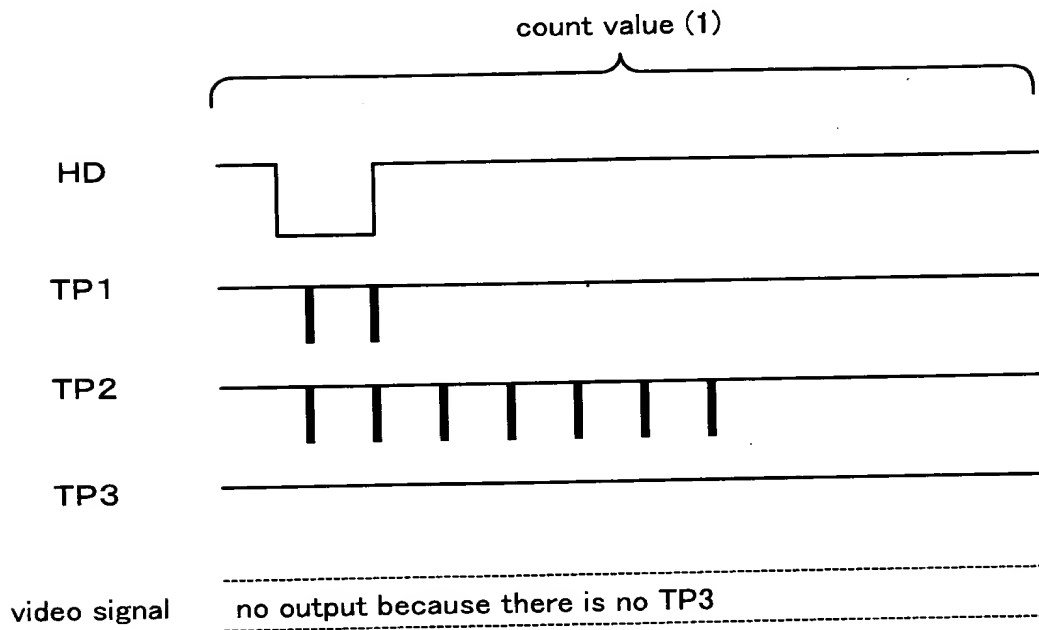 count value (1)
HD
TP1
TP2
TP3
video signal no output because there is no TP3